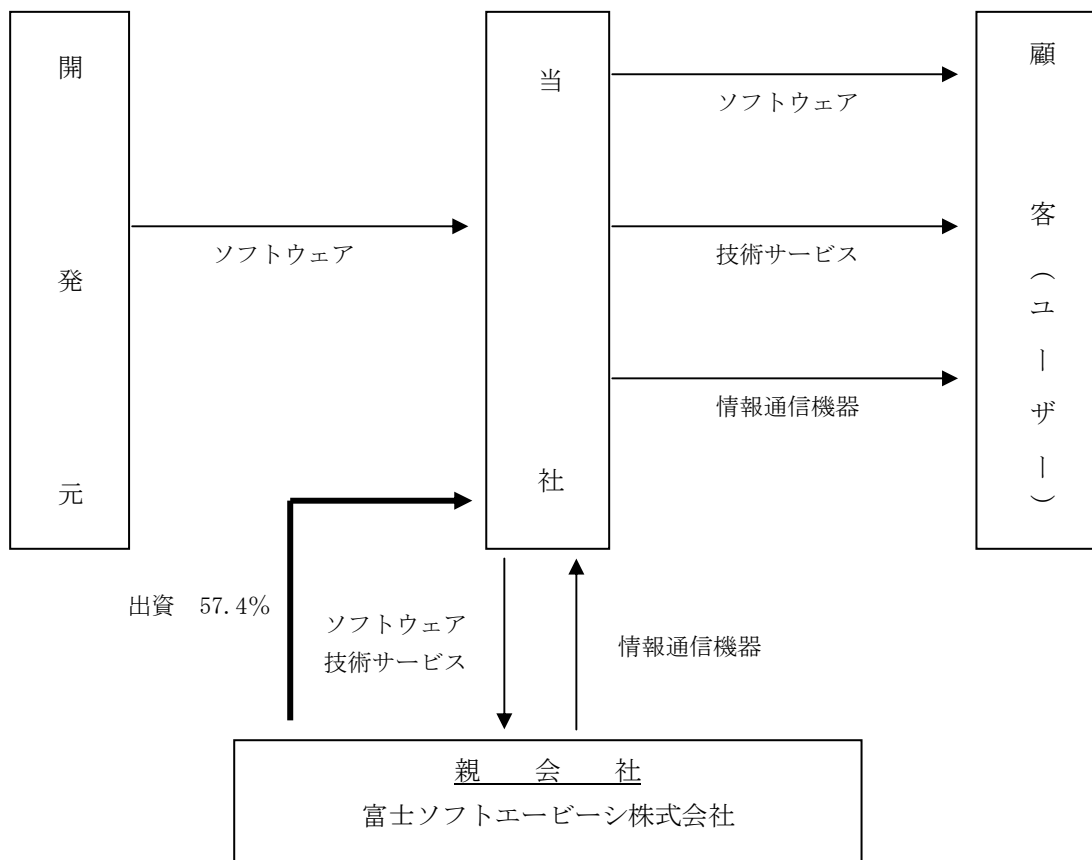 開発元
ソフトウェア
当社
ソフトウェア
技術サービス
情報通信機器
顧客(ユーザー)
出資 57.4%
ソフトウェア
技術サービス
情報通信機器
親会社
富士ソフトエービーシ株式会社